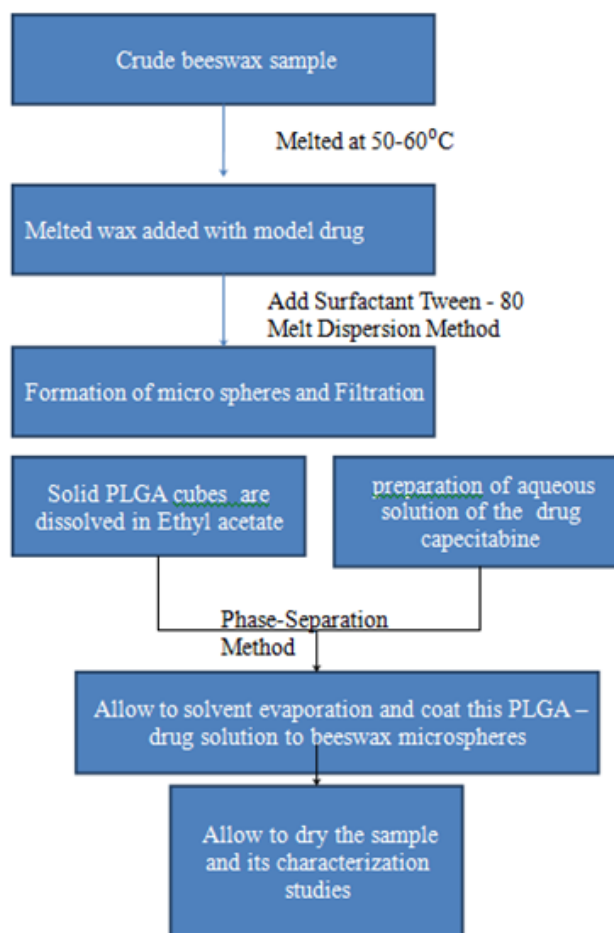 Crude beeswax sample
Melted at 50-60⁰C
Melted wax added with model drug
Add Surfactant Tween - 80
Melt Dispersion Method
Formation of micro spheres and Filtration
Solid PLGA cubes are
dissolved in Ethyl acetate
preparation of aqueous
solution of the drug
capecitabine
Phase-Separation
Method
Allow to solvent evaporation and coat this PLGA –
drug solution to beeswax microspheres
Allow to dry the sample
and its characterization
studies